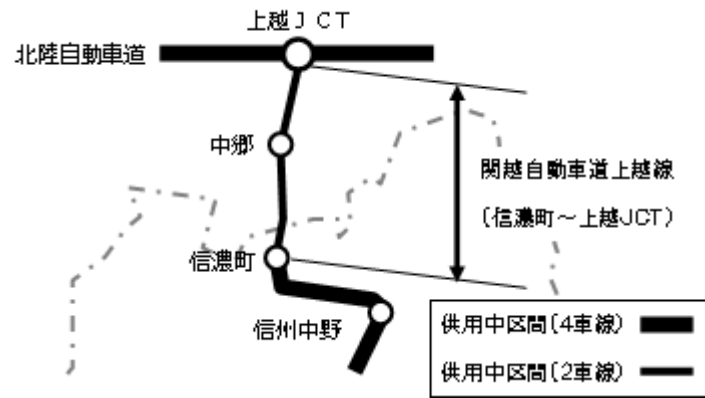 上越JCT
北陸自動車道
中郷
関越自動車道上越線
(信濃町～上越JCT)
信濃町
信州中野
供用中区間(4車線)
供用中区間(2車線)